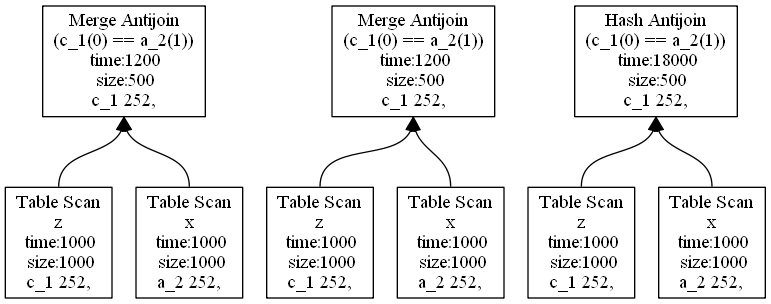 Merge Antijoin
(c_1(0) == a_2(1))
time:1200
size:500
c_1 252,
Merge Antijoin
(c_1(0) == a_2(1))
time:1200
size:500
c_1 252,
Hash Antijoin
(c_1(0) == a_2(1))
time:18000
size:500
c_1 252,
Table Scan
z
time:1000
size:1000
c_1 252,
Table Scan
x
time:1000
size:1000
a_2 252,
Table Scan
z
time:1000
size:1000
c_1 252,
Table Scan
x
time:1000
size:1000
a_2 252,
Table Scan
z
time:1000
size:1000
c_1 252,
Table Scan
x
time:1000
size:1000
a_2 252,